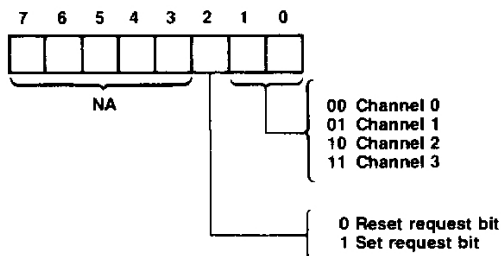 7 6 5 4 3 2 1 0
NA
00 Channel 0
01 Channel 1
10 Channel 2
11 Channel 3
0 Reset request bit
1 Set request bit